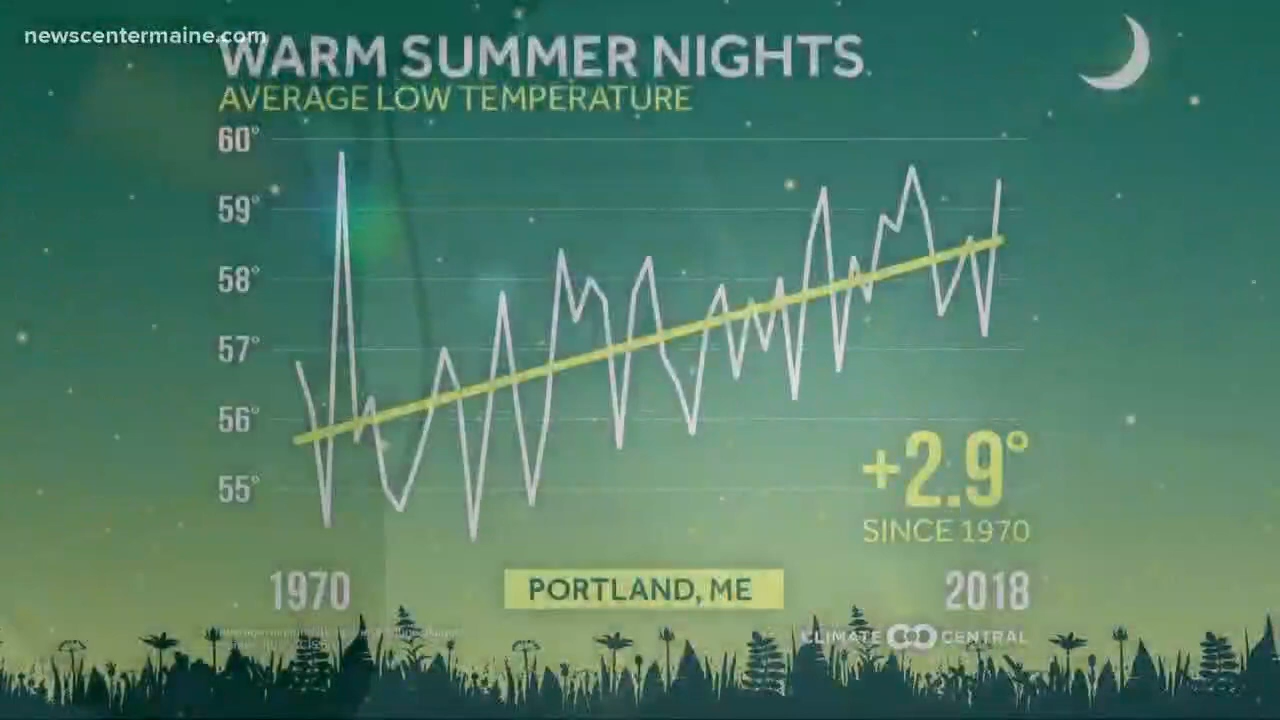 newscentermaine.com
WARM SUMMER NIGHTS
AVERAGE LOW TEMPERATURE
60°
59°
58°
57°
56°
55°
+2.9°
SINCE 1970
1970
PORTLAND, ME
2018
CLIMATE CENTRAL